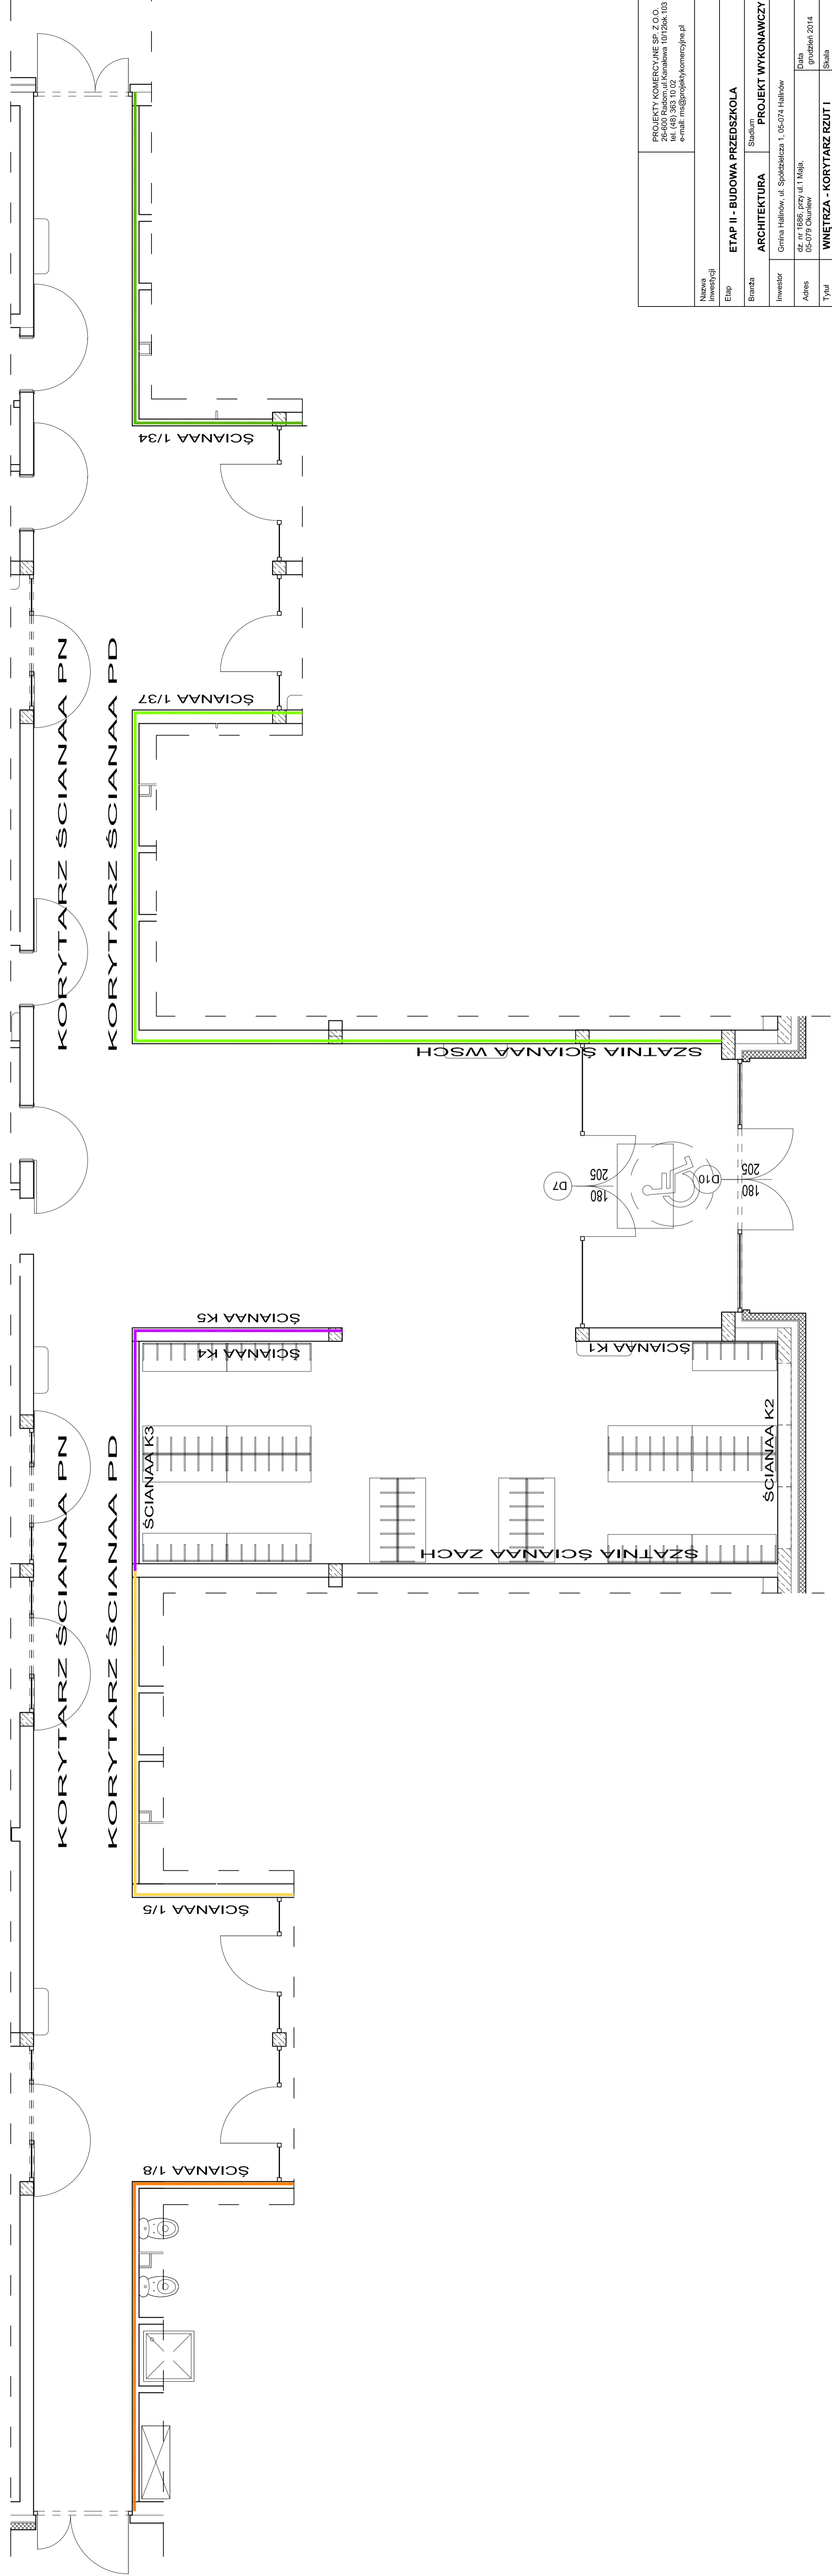 PROJEKTY KOMERCYJNE SP. Z O.O.
26-600 Radom,ul.Kanałowa 10/12lok.103
tel. (48) 363 10 02
e-mail: ms@projektykomercyjne.pl
Nazwa
inwestycji
Etap
ETAP II - BUDOWA PRZEDSZKOLA
Branża
ARCHITEKTURA
Stadium
PROJEKT WYKONAWCZY
Inwestor
Gmina Halinów, ul. Spółdzielcza 1, 05-074 Halinów
Adres
dz. nr 1686, przy ul.1 Maja,
05-079 Okuniew
Data
grudzień 2014
Tytuł
WNĘTRZA - KORYTARZ RZUT I
Skala
ŚCIANAA 1/34
ŚCIANAA 1/37
KORYTARZ ŚCIANAA PN
KORYTARZ ŚCIANAA PD
SZATNIA ŚCIANAA WSCH
D7
180
205
D10
180
205
ŚCIANAA K5
ŚCIANAA K4
ŚCIANAA K1
ŚCIANAA K3
ŚCIANAA K2
SZATNIA ŚCIANAA ZACH
KORYTARZ ŚCIANAA PN
KORYTARZ ŚCIANAA PD
ŚCIANAA 1/5
ŚCIANAA 1/8